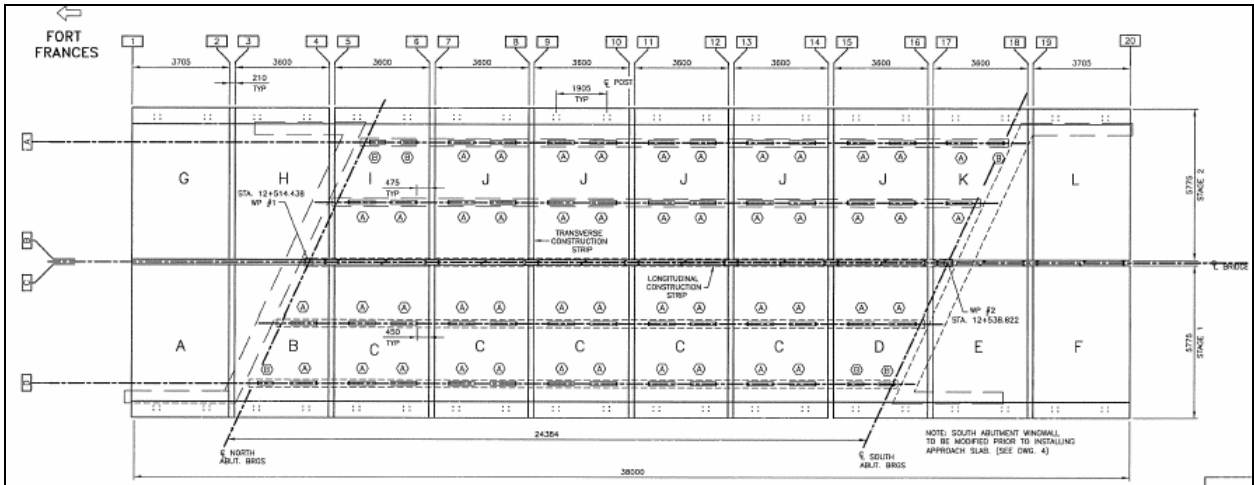 FORT
FRANCES
1 2 3 4 5 6 7 8 9 10 11 12 13 14 15 16 17 18 19 20
3705 3600 3600 3600 3600 3600 3600 3600 3600 3705
210
TYP
1905
TYP
℄ POST
A
B B A A A A A A A A A A A B
G H I J J J J J K L
475
TYP
STA. 12+514.438
WP #1
A A A A A A A A A A A A A
TRANSVERSE
CONSTRUCTION
STRIP
5775
STAGE 2
B
C
℄ BRIDGE
LONGITUDINAL
CONSTRUCTION
STRIP
WP #2
STA. 12+538.822
A A A A A A A A A A A A A
450
TYP
A B C C C C C D E F
5775
STAGE 1
B A A A A A A A A A A A B B
D
24384
NOTE: SOUTH ABUTMENT WINGWALL
TO BE MODIFIED PRIOR TO INSTALLING
APPROACH SLAB. (SEE DWG. 4)
℄ NORTH
ABUT. BRGS
℄ SOUTH
ABUT. BRGS
38000